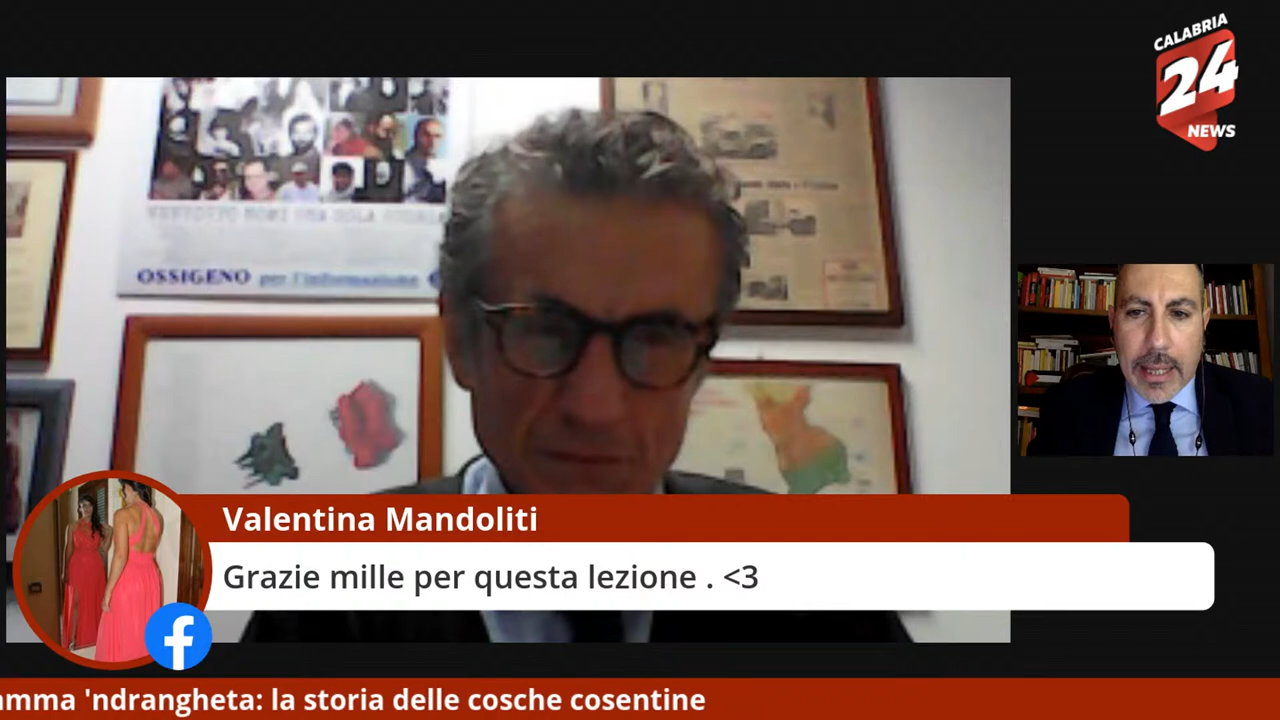 CALABRIA
24
NEWS
OSSIGENO per l'informazione
Valentina Mandoliti
Grazie mille per questa lezione . <3
amma 'ndrangheta: la storia delle cosche cosentine